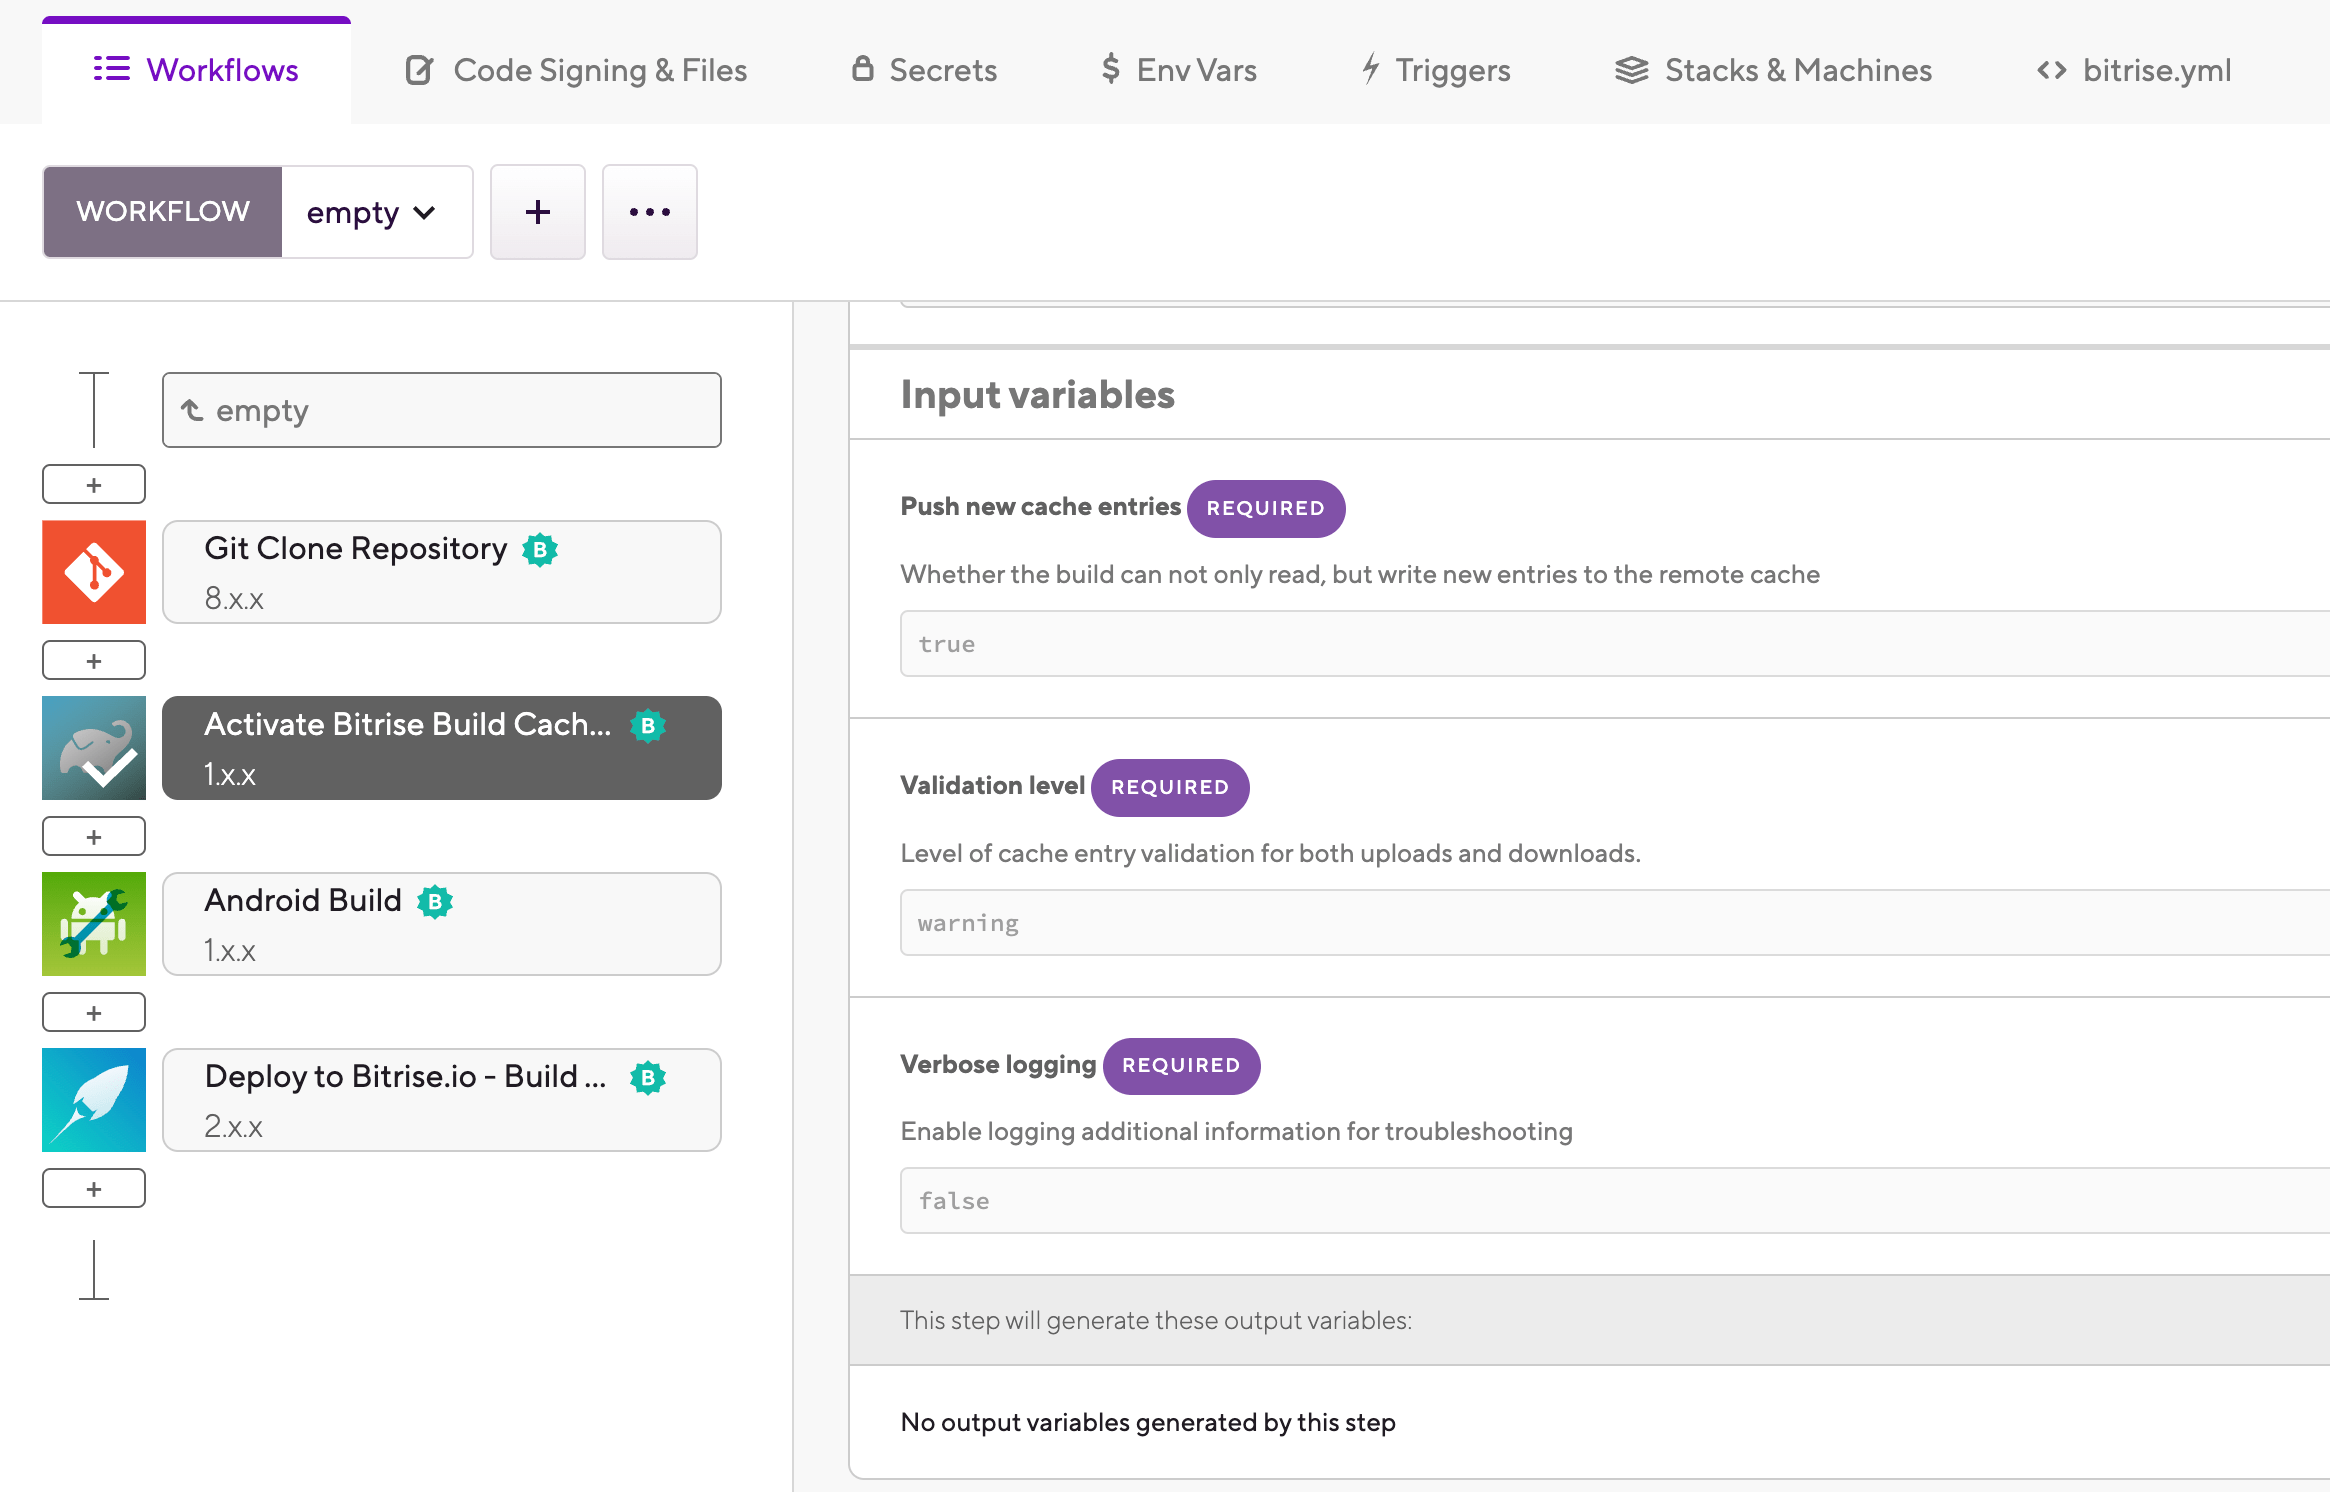 Workflows
Code Signing & Files
Secrets
$ Env Vars
Triggers
Stacks & Machines
<> bitrise.yml
WORKFLOW
empty
+
...
empty
+
Git Clone Repository B
8.x.x
+
Activate Bitrise Build Cach... B
1.x.x
+
Android Build B
1.x.x
+
Deploy to Bitrise.io - Build ... B
2.x.x
+
Input variables
Push new cache entries REQUIRED
Whether the build can not only read, but write new entries to the remote cache
true
Validation level REQUIRED
Level of cache entry validation for both uploads and downloads.
warning
Verbose logging REQUIRED
Enable logging additional information for troubleshooting
false
This step will generate these output variables:
No output variables generated by this step